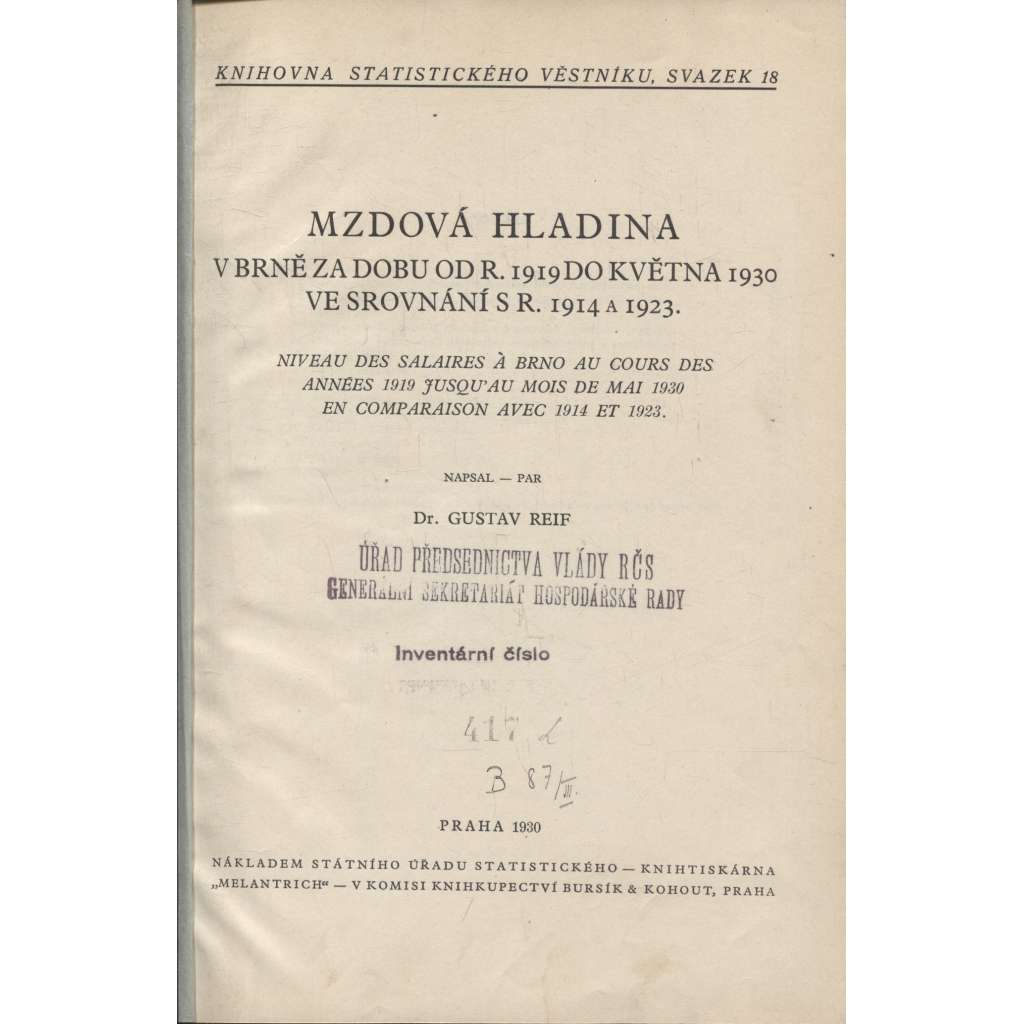 KNIHOVNA STATISTICKÉHO VĚSTNÍKU, SVAZEK 18
MZDOVÁ HLADINA
V BRNĚ ZA DOBU OD R. 1919 DO KVĚTNA 1930
VE SROVNÁNÍ S R. 1914 A 1923.
NIVEAU DES SALAIRES À BRNO AU COURS DES
ANNÉES 1919 JUSQU'AU MOIS DE MAI 1930
EN COMPARAISON AVEC 1914 ET 1923.
NAPSAL — PAR
Dr. GUSTAV REIF
ÚŘAD PŘEDSEDNICTVA VLÁDY RČS
GENERÁLNÍ SEKRETARIÁT HOSPODÁŘSKÉ RADY
Inventární číslo
417
B 87/III.
PRAHA 1930
NÁKLADEM STÁTNÍHO ÚŘADU STATISTICKÉHO — KNIHTISKÁRNA
„MELANTRICH“ — V KOMISI KNIHKUPECTVÍ BURSÍK & KOHOUT, PRAHA